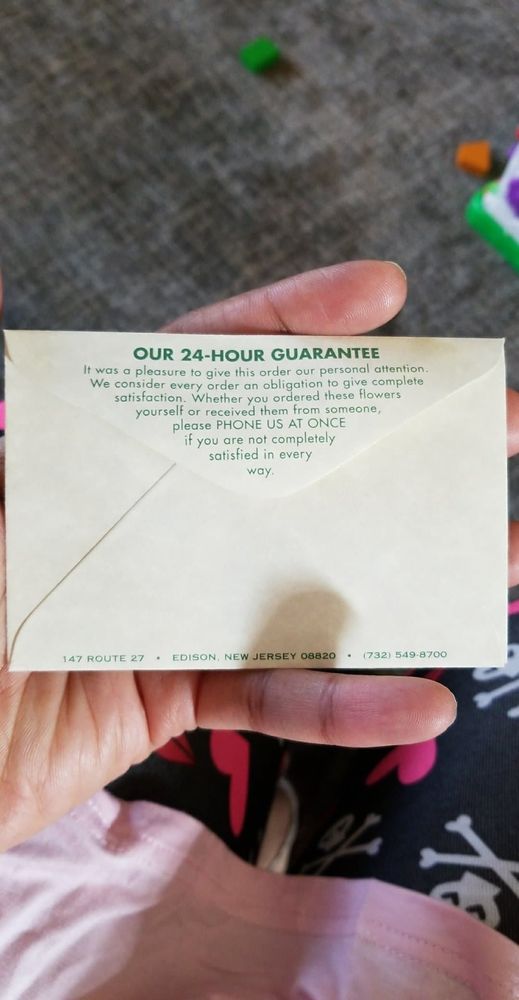 OUR 24-HOUR GUARANTEE
It was a pleasure to give this order our personal attention.
We consider every order an obligation to give complete
satisfaction. Whether you ordered these flowers
yourself or received them from someone,
please PHONE US AT ONCE
if you are not completely
satisfied in every
way.
147 ROUTE 27 • EDISON, NEW JERSEY 08820 • (732) 549-8700